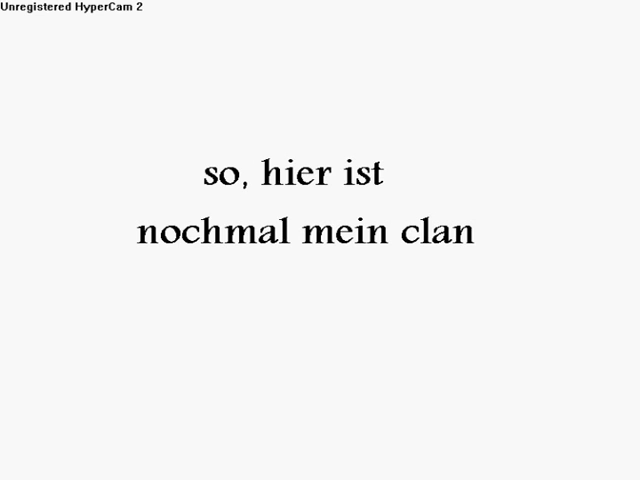 Unregistered HyperCam 2
so, hier ist
nochmal mein clan